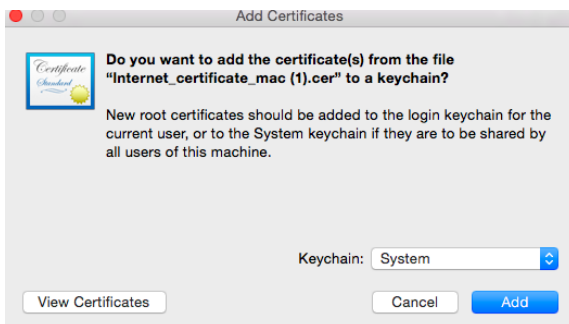 Add Certificates
Certificate
Standard
Do you want to add the certificate(s) from the file
“Internet_certificate_mac (1).cer” to a keychain?
New root certificates should be added to the login keychain for the
current user, or to the System keychain if they are to be shared by
all users of this machine.
Keychain: System
View Certificates Cancel Add